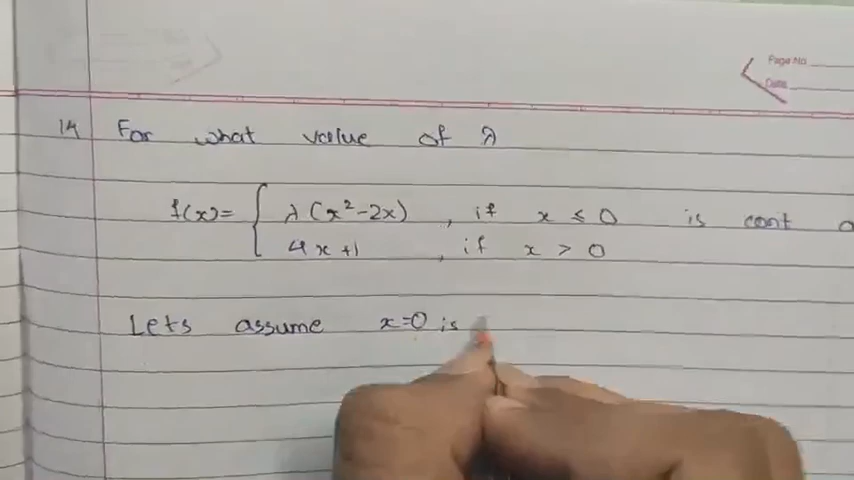 Page No.
Date
14 For what value of λ
f(x)= { λ(x²-2x) , if x ≤ 0 is cont
4x+1 , if x > 0
Lets assume x=0 is